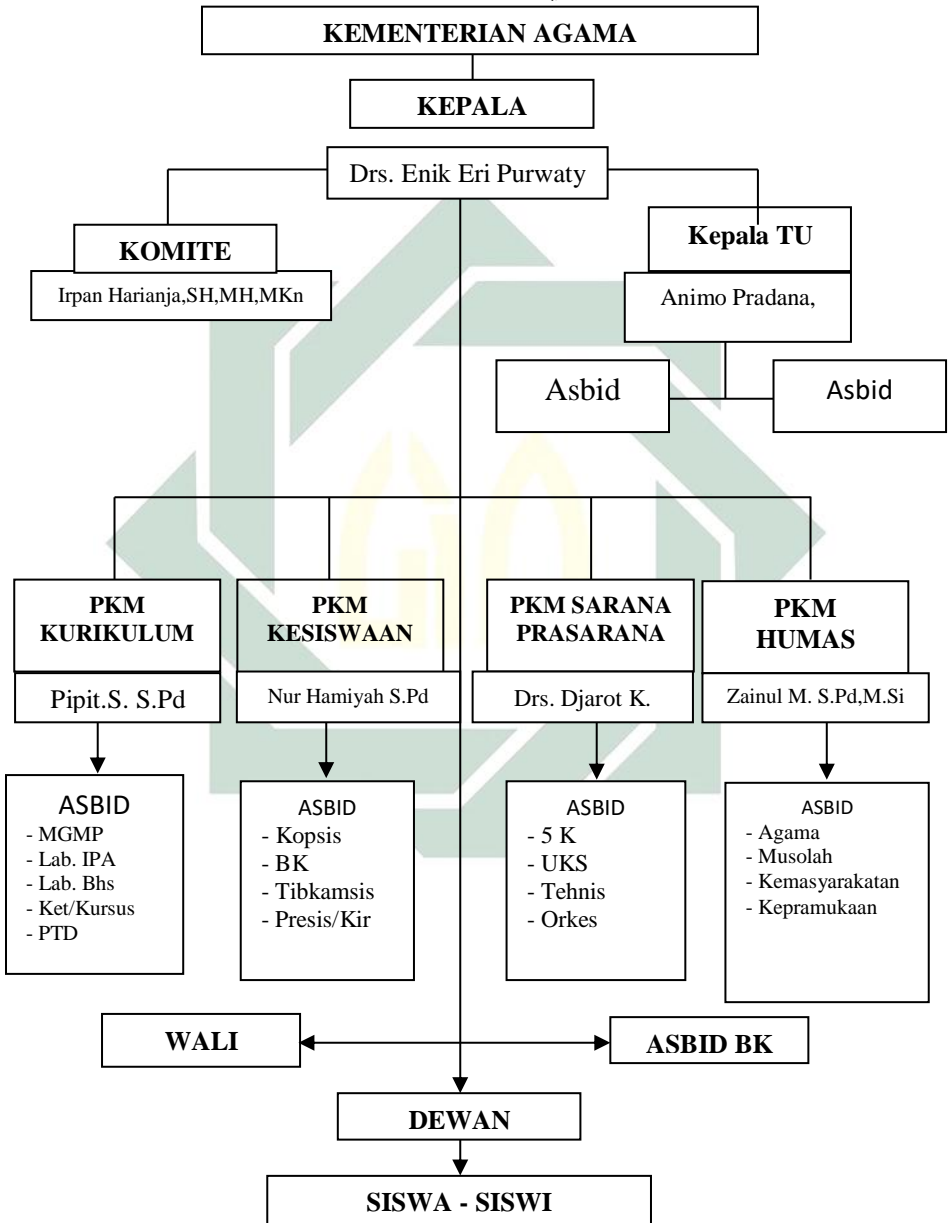 KEMENTERIAN AGAMA
KEPALA
Drs. Enik Eri Purwaty
KOMITE
Irpan Harianja,SH,MH,MKn
Kepala TU
Animo Pradana,
Asbid
Asbid
PKM
KURIKULUM
Pipit.S. S.Pd
PKM
KESISWAAN
Nur Hamiyah S.Pd
PKM SARANA
PRASARANA
Drs. Djarot K.
PKM
HUMAS
Zainul M. S.Pd,M.Si
ASBID
- MGMP
- Lab. IPA
- Lab. Bhs
- Ket/Kursus
- PTD
ASBID
- Kopsis
- BK
- Tibkamsis
- Presis/Kir
ASBID
- 5 K
- UKS
- Tehnis
- Orkes
ASBID
- Agama
- Musolah
- Kemasyarakatan
- Kepramukaan
WALI
ASBID BK
DEWAN
SISWA - SISWI